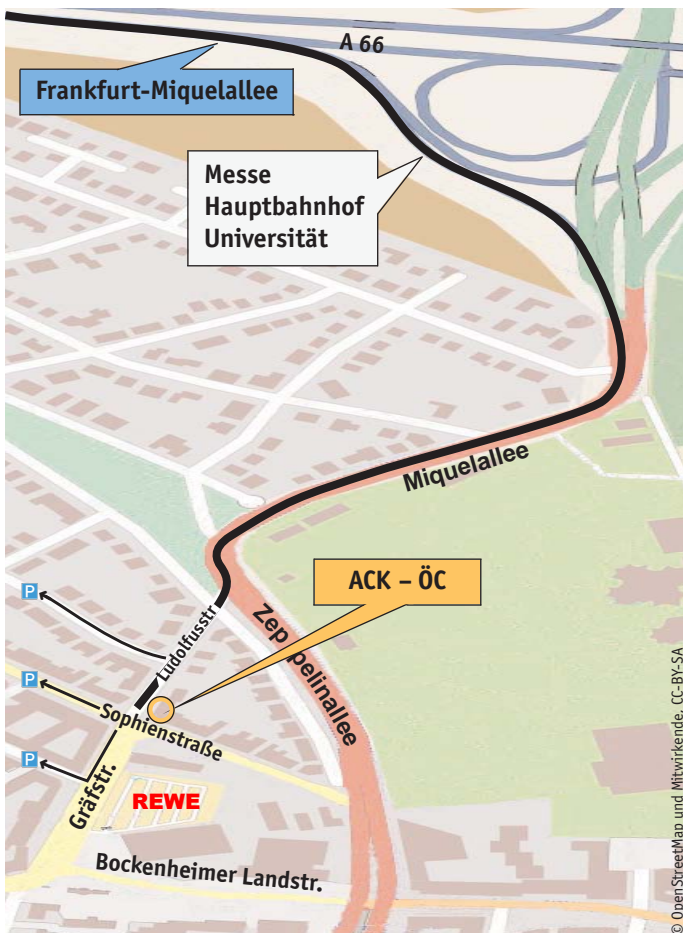 A 66
Frankfurt-Miquelallee
Messe
Hauptbahnhof
Universität
Miquelallee
ACK – ÖC
P
Ludolfusstr
Zeppelinallee
P
Sophienstraße
P
Gräfstr.
REWE
Bockenheimer Landstr.
© OpenStreetMap und Mitwirkende, CC-BY-SA